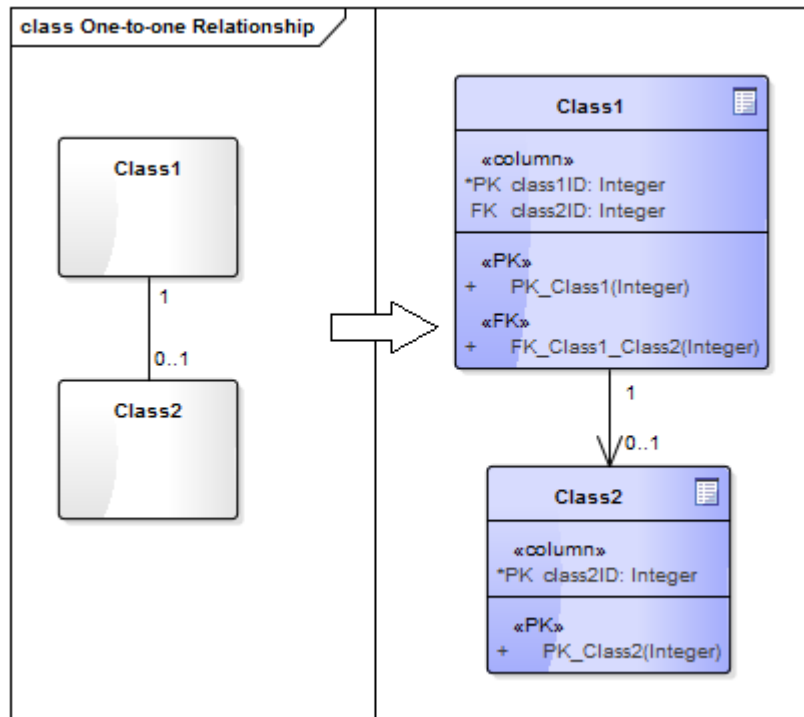 class One-to-one Relationship
Class1
1
0..1
Class2
Class1
«column»
*PK class1ID: Integer
FK class2ID: Integer
«PK»
+ PK_Class1(Integer)
«FK»
+ FK_Class1_Class2(Integer)
1
0..1
Class2
«column»
*PK class2ID: Integer
«PK»
+ PK_Class2(Integer)